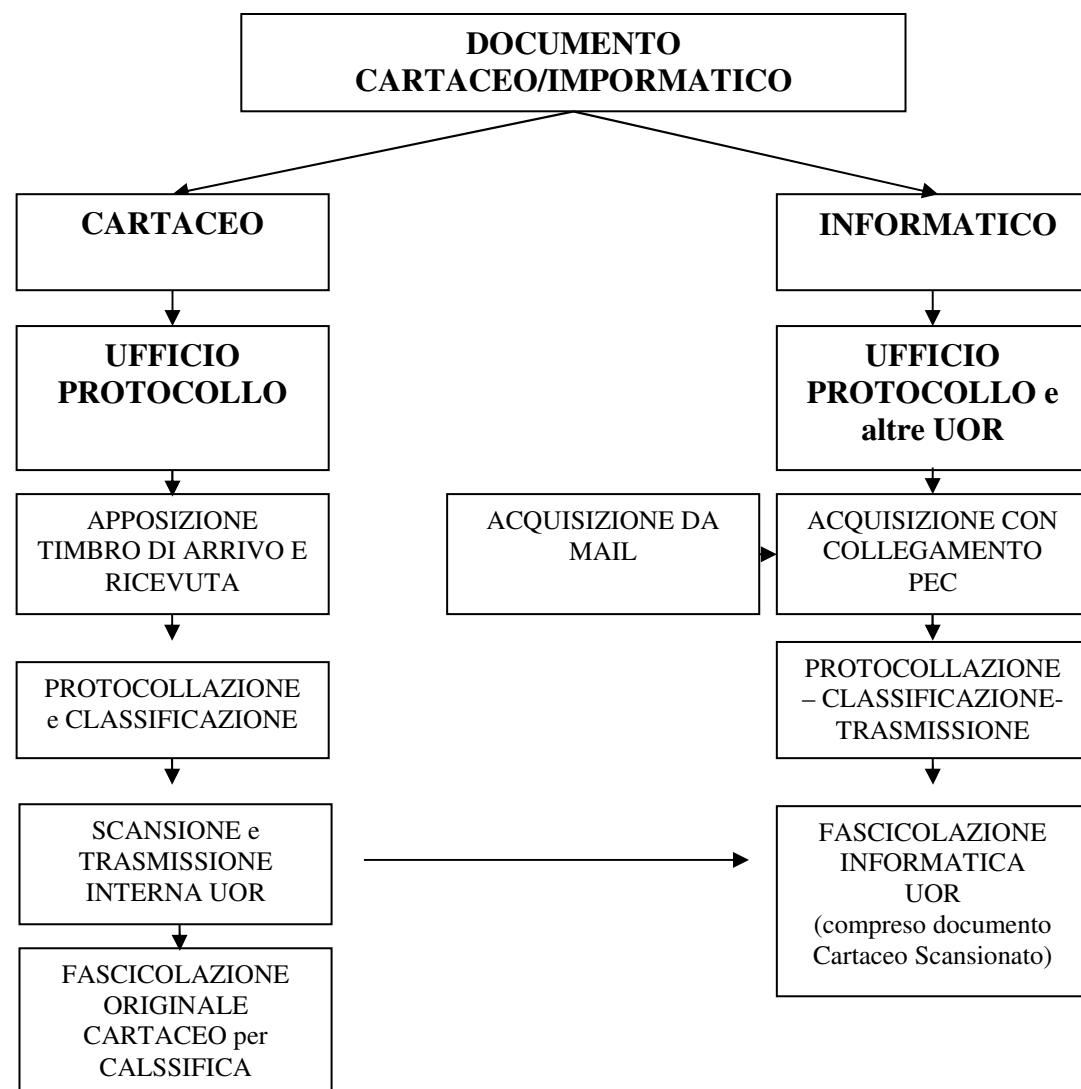 DOCUMENTO
CARTACEO/IMPORMATICO
CARTACEO
INFORMATICO
UFFICIO
PROTOCOLLO
UFFICIO
PROTOCOLLO e
altre UOR
APPOSIZIONE
TIMBRO DI ARRIVO E
RICEVUTA
ACQUISIZIONE DA
MAIL
ACQUISIZIONE CON
COLLEGAMENTO
PEC
PROTOCOLLAZIONE
e CLASSIFICAZIONE
PROTOCOLLAZIONE
– CLASSIFICAZIONE-
TRASMISSIONE
SCANSIONE e
TRASMISSIONE
INTERNA UOR
FASCICOLAZIONE
INFORMATICA
UOR
(compreso documento
Cartaceo Scansionato)
FASCICOLAZIONE
ORIGINALE
CARTACEO per
CALSSIFICA